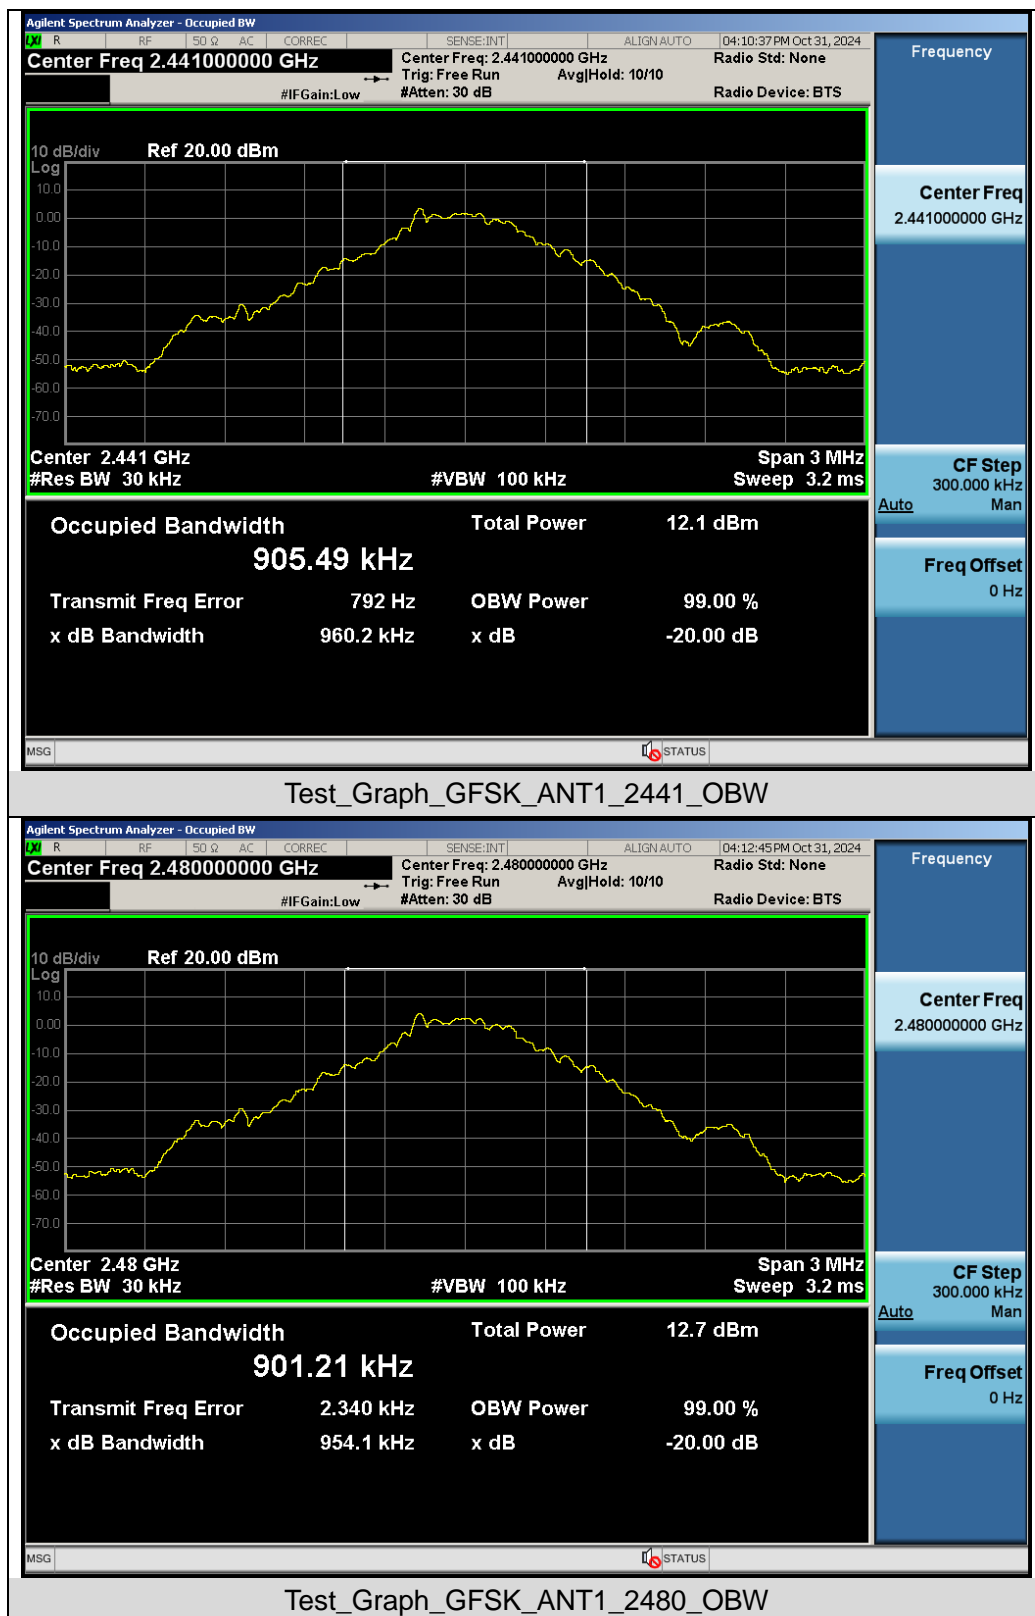 Agilent Spectrum Analyzer - Occupied BW
LXI R RF 50 Ω AC CORREC SENSE:INT ALIGN AUTO 04:10:37 PM Oct 31, 2024
Center Freq 2.441000000 GHz Center Freq: 2.441000000 GHz Radio Std: None Frequency
Trig: Free Run Avg|Hold: 10/10
#IFGain:Low #Atten: 30 dB Radio Device: BTS
10 dB/div Ref 20.00 dBm
Log
10.0
0.00
-10.0
-20.0
-30.0
-40.0
-50.0
-60.0
-70.0
Center Freq
2.441000000 GHz
Center 2.441 GHz Span 3 MHz
#Res BW 30 kHz #VBW 100 kHz Sweep 3.2 ms
CF Step
300.000 kHz
Auto Man
Occupied Bandwidth Total Power 12.1 dBm
905.49 kHz
Freq Offset
0 Hz
Transmit Freq Error 792 Hz OBW Power 99.00 %
x dB Bandwidth 960.2 kHz x dB -20.00 dB
MSG STATUS
Test_Graph_GFSK_ANT1_2441_OBW
Agilent Spectrum Analyzer - Occupied BW
LXI R RF 50 Ω AC CORREC SENSE:INT ALIGN AUTO 04:12:45 PM Oct 31, 2024
Center Freq 2.480000000 GHz Center Freq: 2.480000000 GHz Radio Std: None Frequency
Trig: Free Run Avg|Hold: 10/10
#IFGain:Low #Atten: 30 dB Radio Device: BTS
10 dB/div Ref 20.00 dBm
Log
10.0
0.00
-10.0
-20.0
-30.0
-40.0
-50.0
-60.0
-70.0
Center Freq
2.480000000 GHz
Center 2.48 GHz Span 3 MHz
#Res BW 30 kHz #VBW 100 kHz Sweep 3.2 ms
CF Step
300.000 kHz
Auto Man
Occupied Bandwidth Total Power 12.7 dBm
901.21 kHz
Freq Offset
0 Hz
Transmit Freq Error 2.340 kHz OBW Power 99.00 %
x dB Bandwidth 954.1 kHz x dB -20.00 dB
MSG STATUS
Test_Graph_GFSK_ANT1_2480_OBW